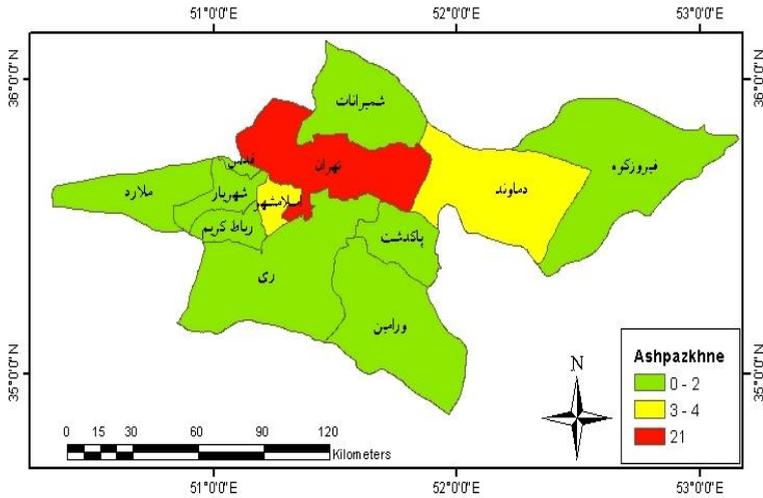 51°0'0"E 52°0'0"E 53°0'0"E
36°0'0"N 36°0'0"N
شمیرانات
قدس تهران فیروزکوه
ملارد شهریار اسلامشهر دماوند
رباط کریم پاکدشت
ری
ورامین
35°0'0"N 35°0'0"N
Ashpazkhne
0 - 2
3 - 4
21
N
0 15 30 60 90 120
Kilometers
51°0'0"E 52°0'0"E 53°0'0"E